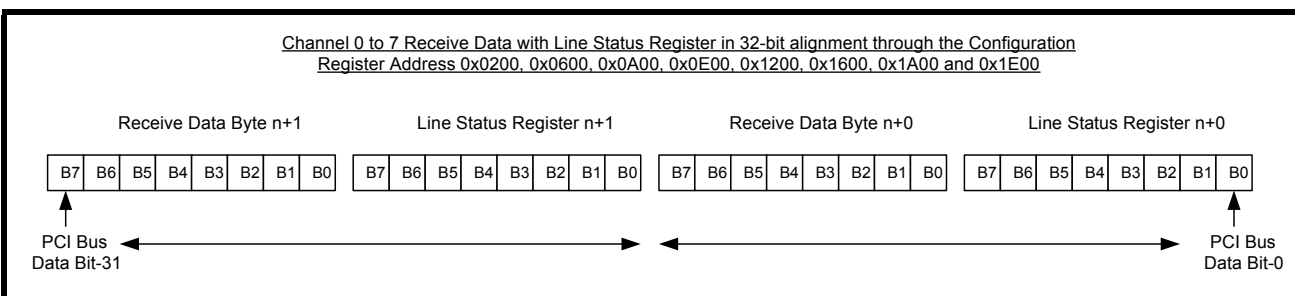 Channel 0 to 7 Receive Data with Line Status Register in 32-bit alignment through the Configuration
Register Address 0x0200, 0x0600, 0x0A00, 0x0E00, 0x1200, 0x1600, 0x1A00 and 0x1E00
Receive Data Byte n+1 Line Status Register n+1 Receive Data Byte n+0 Line Status Register n+0
B7 B6 B5 B4 B3 B2 B1 B0 B7 B6 B5 B4 B3 B2 B1 B0 B7 B6 B5 B4 B3 B2 B1 B0 B7 B6 B5 B4 B3 B2 B1 B0
PCI Bus PCI Bus
Data Bit-31 Data Bit-0